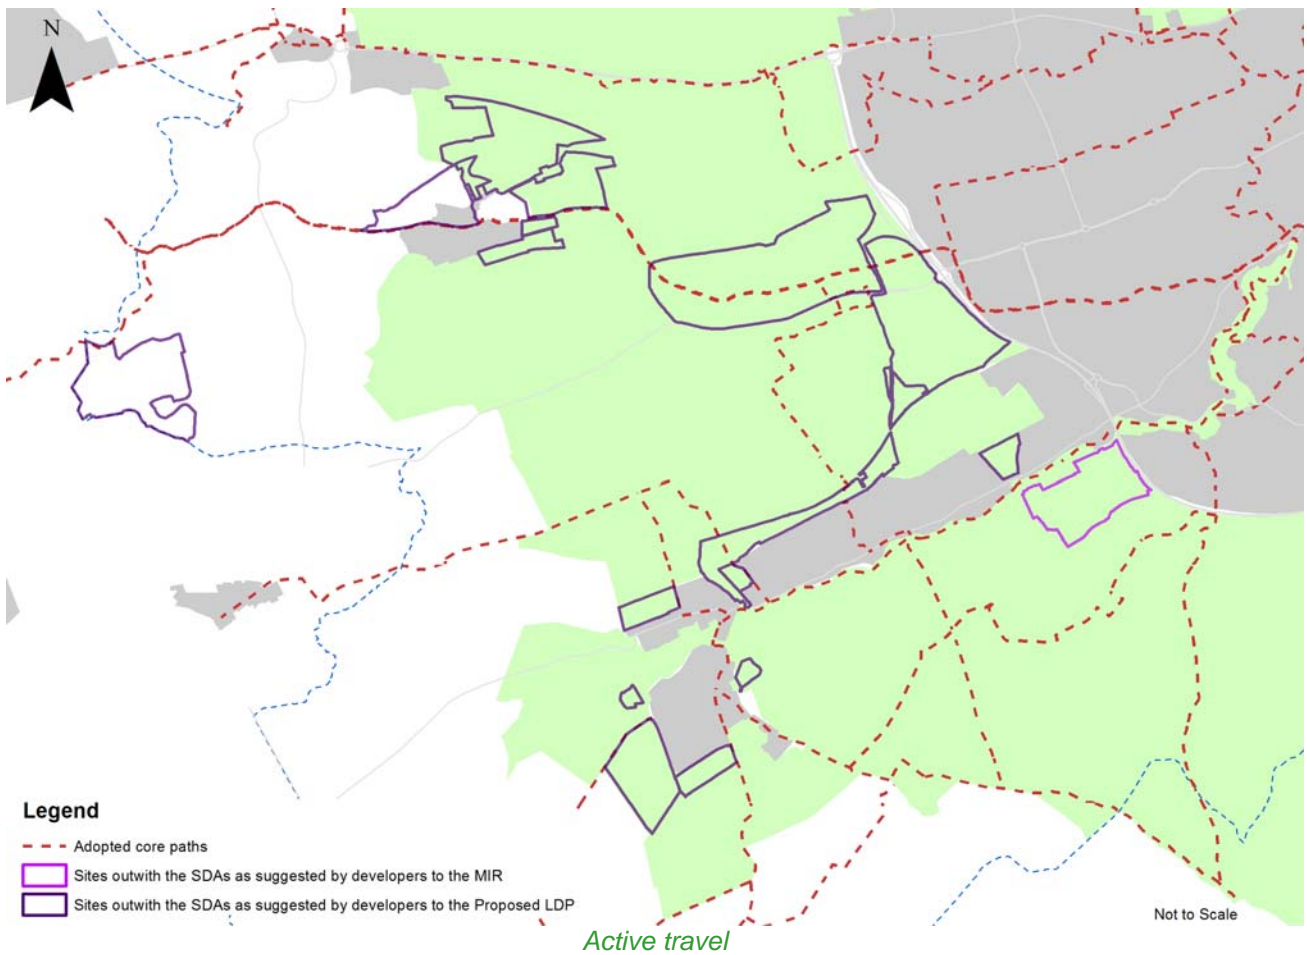 N
Legend
Adopted core paths
Sites outwith the SDAs as suggested by developers to the MIR
Sites outwith the SDAs as suggested by developers to the Proposed LDP
Not to Scale
Active travel